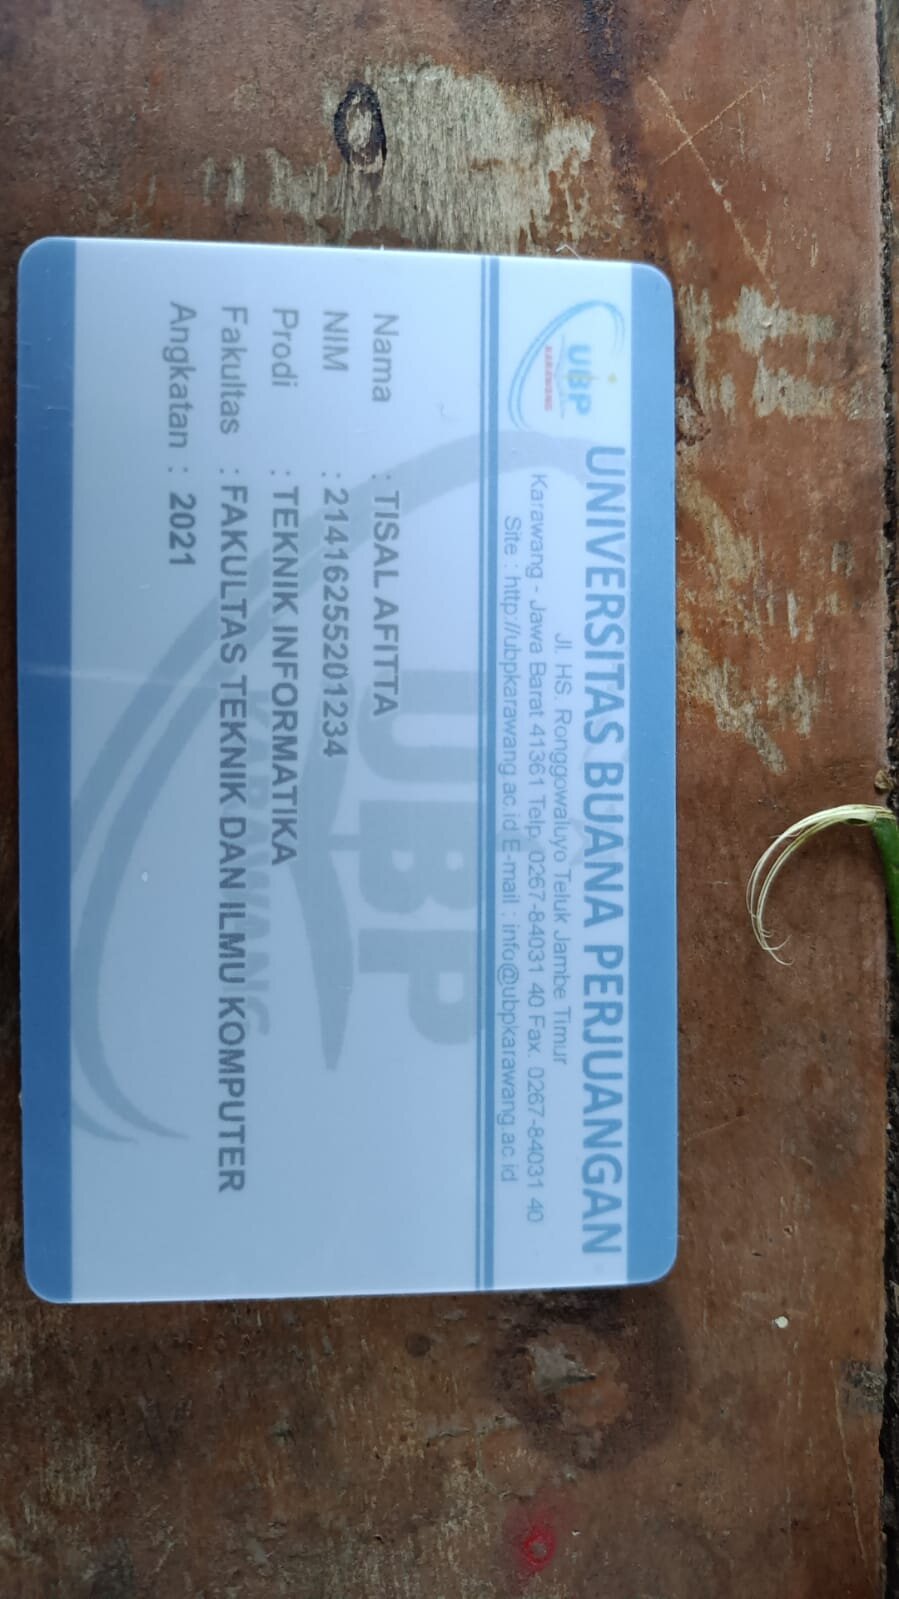 UBP
KARAWANG
UNIVERSITAS BUANA PERJUANGAN
Jl. HS. Ronggowaluyo Teluk Jambe Timur
Karawang - Jawa Barat 41361 Telp. 0267-84031 40 Fax. 0267-84031 40
Site : http://ubpkarawang.ac.id E-mail : info@ubpkarawang.ac.id
UBP
KARAWANG
Nama : TISAL AFITTA
NIM : 21416255201234
Prodi : TEKNIK INFORMATIKA
Fakultas : FAKULTAS TEKNIK DAN ILMU KOMPUTER
Angkatan : 2021